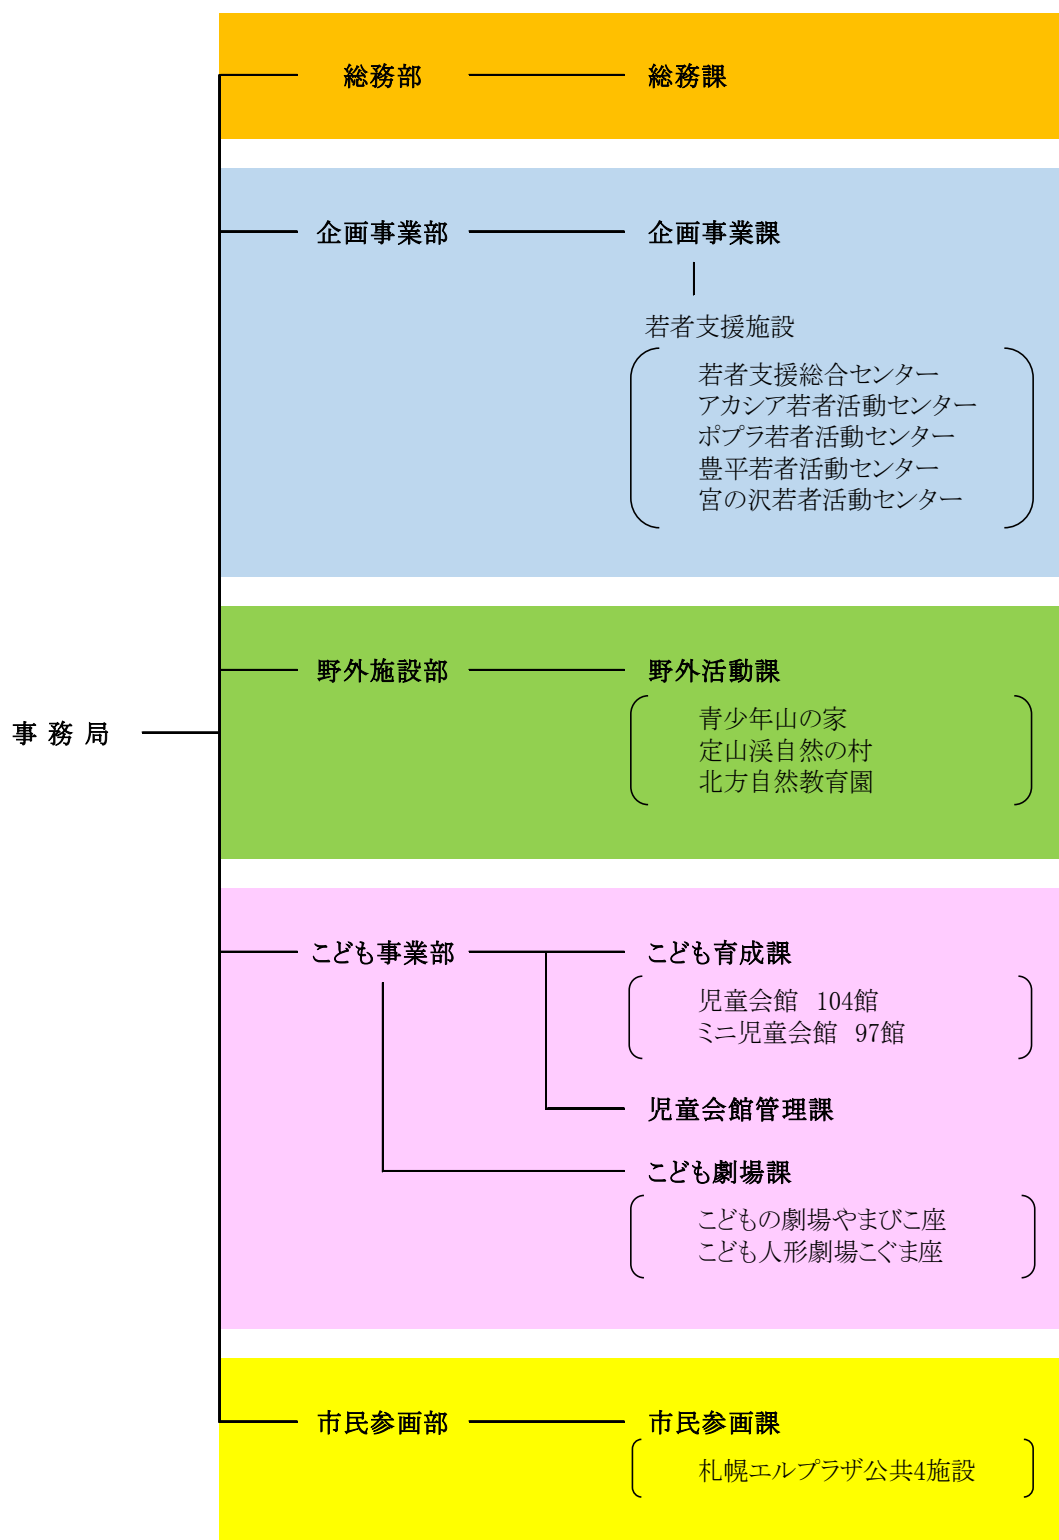 総務部 総務課
企画事業部 企画事業課
若者支援施設
若者支援総合センター
アカシア若者活動センター
ポプラ若者活動センター
豊平若者活動センター
宮の沢若者活動センター
野外施設部 野外活動課
青少年山の家
事務局
定山渓自然の村
北方自然教育園
こども事業部 こども育成課
児童会館 104館
ミニ児童会館 97館
児童会館管理課
こども劇場課
こどもの劇場やまびこ座
こども人形劇場こぐま座
市民参画部 市民参画課
札幌エルプラザ公共4施設